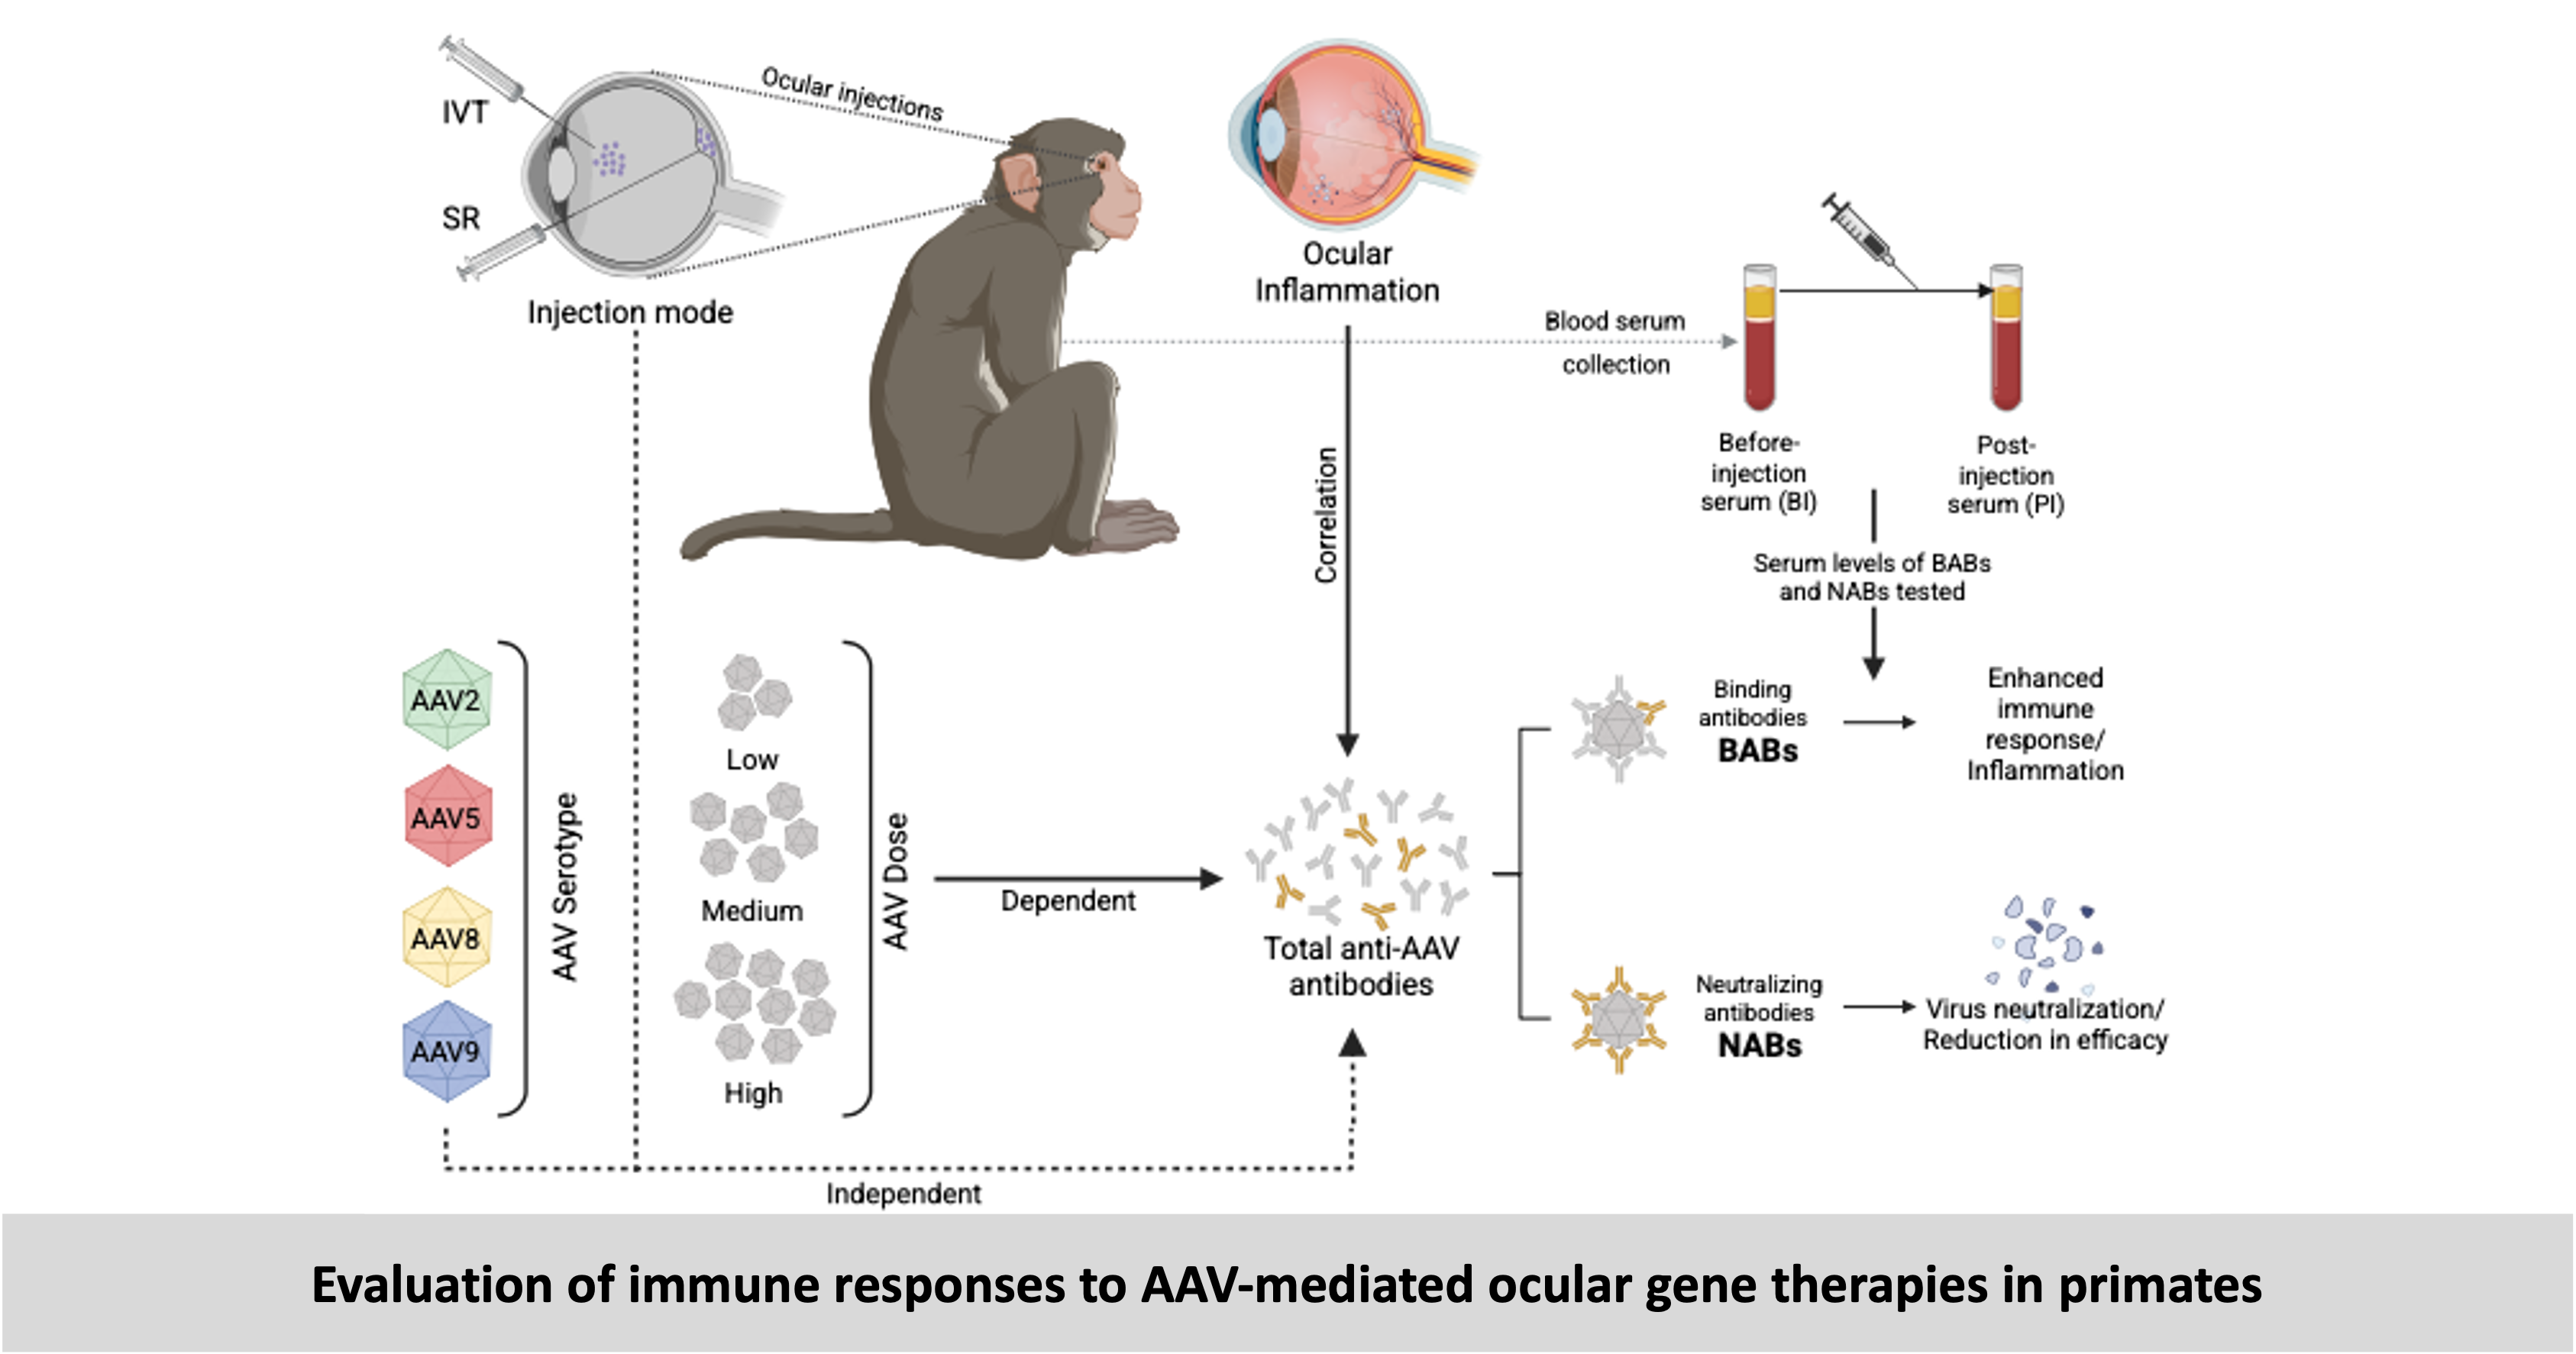 IVT
SR
Injection mode
Ocular injections
Ocular
Inflammation
Blood serum
collection
Before-
injection
serum (BI)
Post-
injection
serum (PI)
Correlation
Serum levels of BABs
and NABs tested
AAV2
AAV5
AAV8
AAV9
AAV Serotype
Low
Medium
High
AAV Dose
Dependent
Total anti-AAV
antibodies
Binding
antibodies
BABs
Enhanced
immune
response/
Inflammation
Neutralizing
antibodies
NABs
Virus neutralization/
Reduction in efficacy
Independent
Evaluation of immune responses to AAV-mediated ocular gene therapies in primates